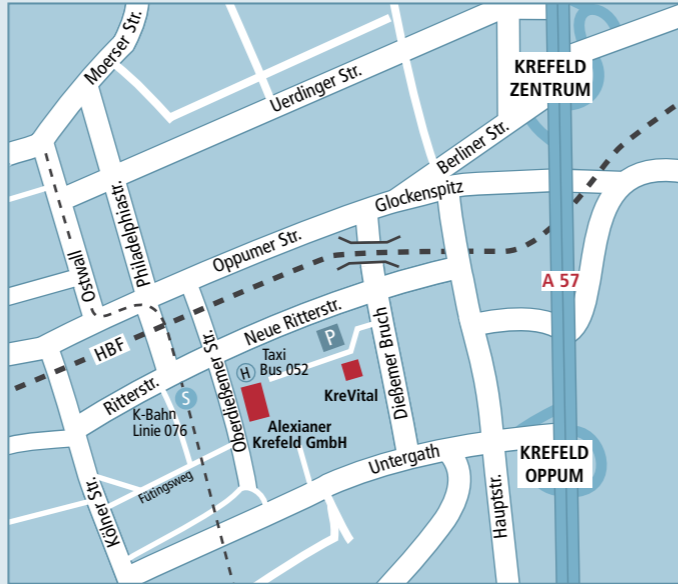 Moerser Str.
Uerdinger Str.
KREFELD
ZENTRUM
Berliner Str.
Glockenspitz
Philadelphiastr.
Ostwall
Oppumer Str.
A 57
HBF
Neue Ritterstr.
P
Ritterstr.
Oberdießemer Str.
H
Taxi
Bus 052
Dießemer Bruch
S
K-Bahn
Linie 076
KreVital
Alexianer
Krefeld GmbH
Untergath
KREFELD
OPPUM
Fütingsweg
Kölner Str.
Hauptstr.